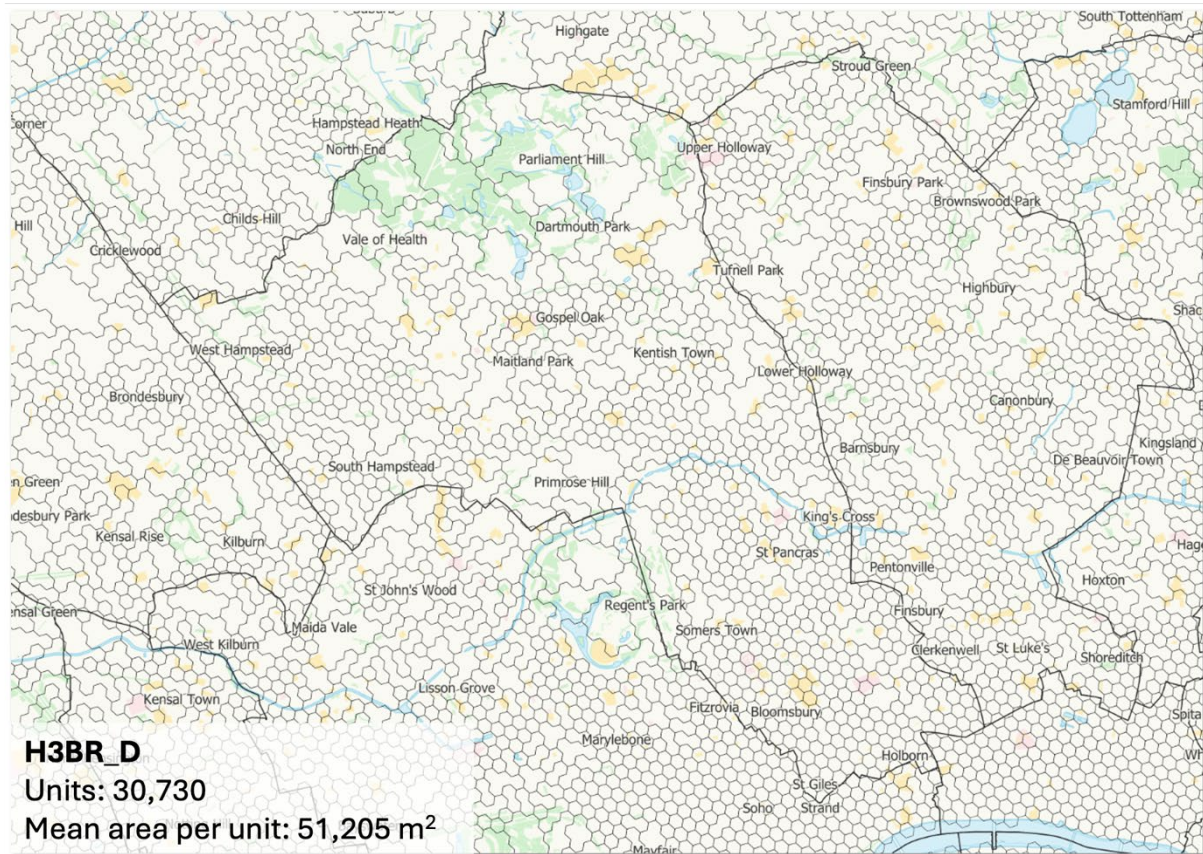 South Tottenham
Highgate
Stroud Green
Stamford Hill
Hampstead Heath
North End
Upper Holloway
Parliament Hill
Finsbury Park
Brownswood Park
Childs Hill
Hill
Dartmouth Park
Vale of Health
Cricklewood
Tufnell Park
Highbury
Gospel Oak
West Hampstead
Maitland Park
Kentish Town
Lower Holloway
Brondesbury
Canonbury
Barnsbury
Kingsland
De Beauvoir Town
South Hampstead
Primrose Hill
King's Cross
Kensal Rise
Kilburn
St Pancras
Pentonville
Hoxton
St John's Wood
Regent's Park
Finsbury
Maida Vale
Somers Town
West Kilburn
Clerkenwell
St Luke's
Shoreditch
Kensal Town
Lisson Grove
Fitzrovia
Bloomsbury
Marylebone
Holborn
St Giles
Soho
Strand
Mayfair
H3BR_D
Units: 30,730
Mean area per unit: 51,205 m²